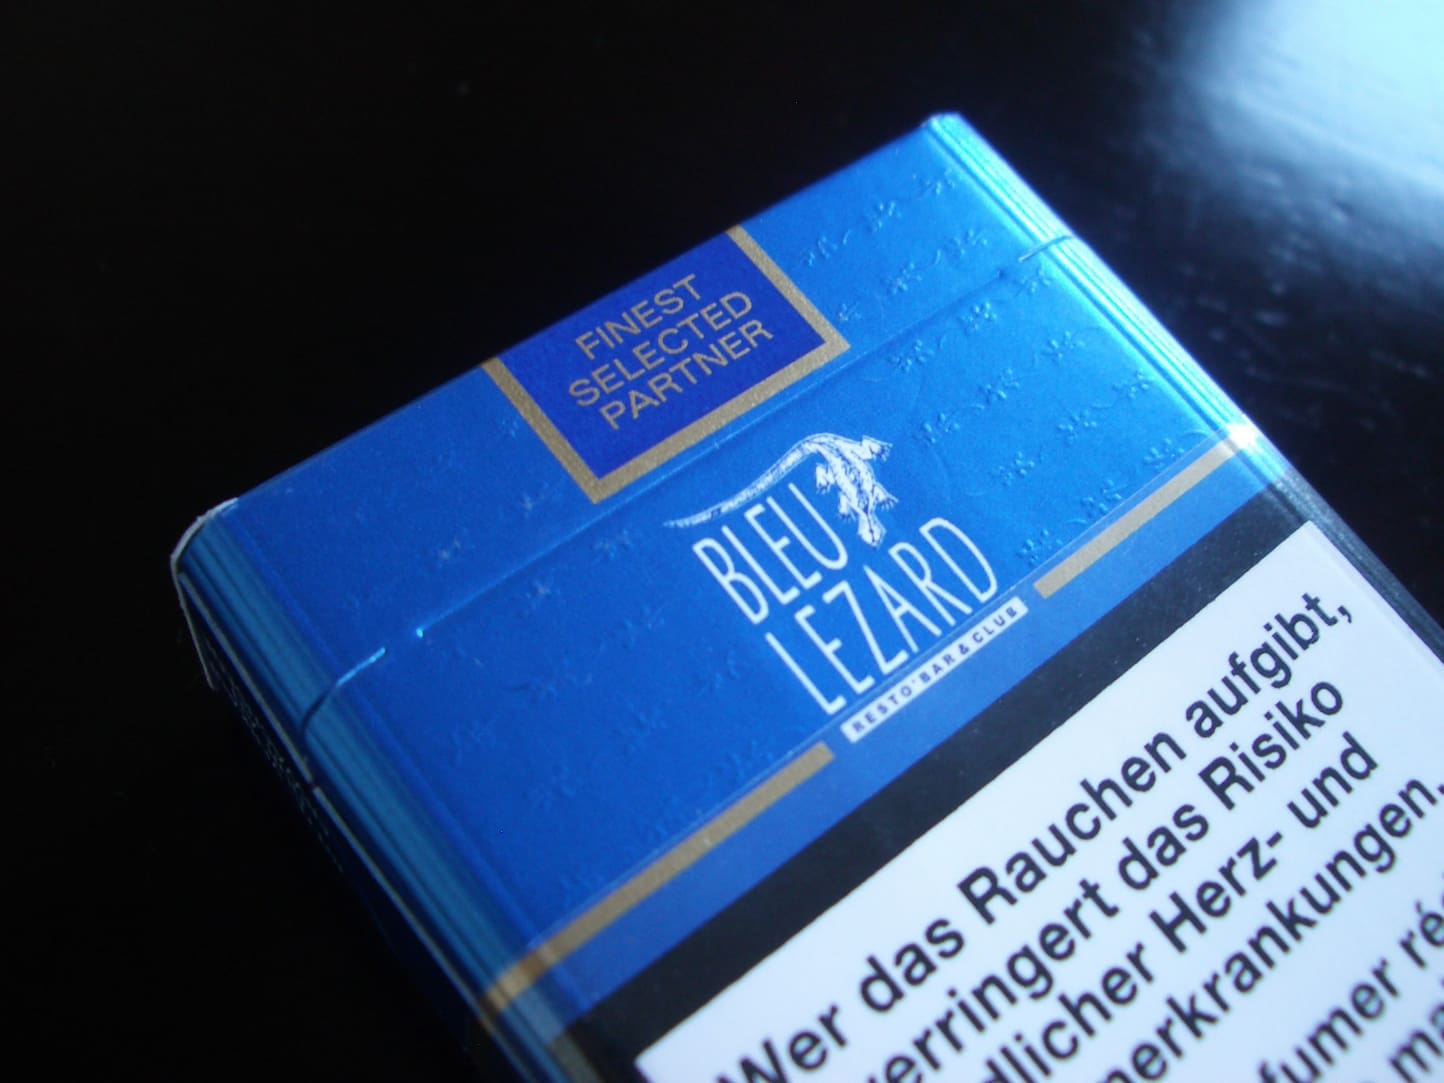 FINEST
SELECTED
PARTNER
BLEU
LEZARD
RESTO' BAR & CLUB
Wer das Rauchen aufgibt,
verringert das Risiko
dlicher Herz- und
nerkrankungen.
fumer ré